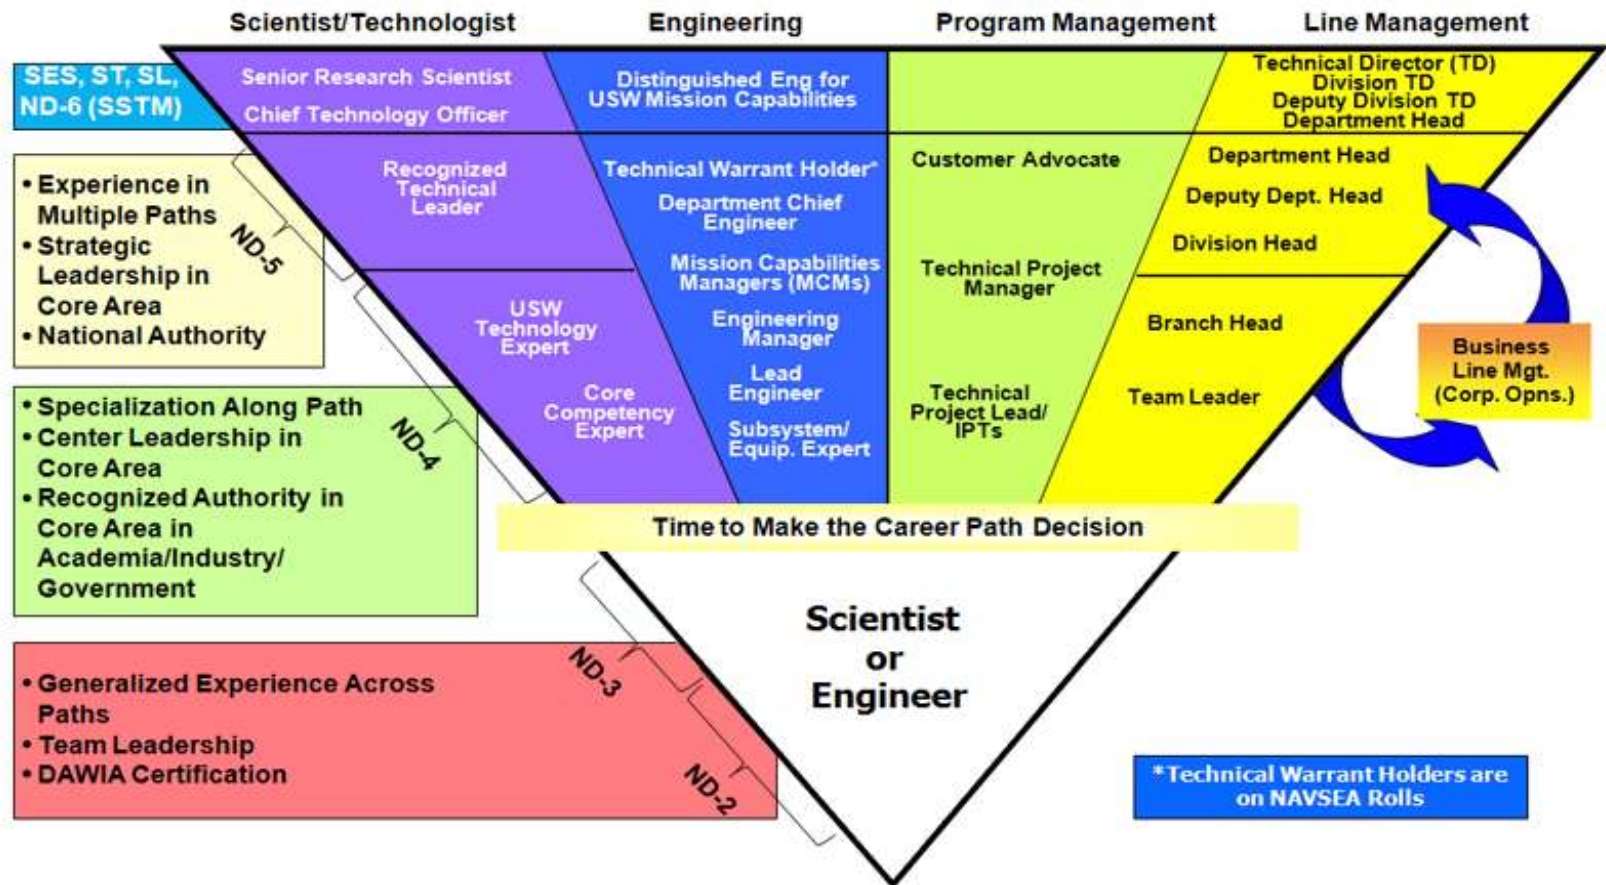 Scientist/Technologist
Engineering
Program Management
Line Management
SES, ST, SL,
ND-6 (SSTM)
Senior Research Scientist
Chief Technology Officer
Distinguished Eng for
USW Mission Capabilities
Technical Director (TD)
Division TD
Deputy Division TD
Department Head
• Experience in
Multiple Paths
• Strategic
Leadership in
Core Area
• National Authority
ND-5
Recognized
Technical
Leader
Technical Warrant Holder*
Department Chief
Engineer
Mission Capabilities
Managers (MCMs)
Customer Advocate
Technical Project
Manager
Department Head
Deputy Dept. Head
Division Head
• Specialization Along Path
• Center Leadership in
Core Area
• Recognized Authority in
Core Area in
Academia/Industry/
Government
ND-4
USW
Technology
Expert
Core
Competency
Expert
Engineering
Manager
Lead
Engineer
Subsystem/
Equip. Expert
Technical
Project Lead/
IPTs
Branch Head
Team Leader
Business
Line Mgt.
(Corp. Opns.)
Time to Make the Career Path Decision
Scientist
or
Engineer
• Generalized Experience Across
Paths
• Team Leadership
• DAWIA Certification
ND-3
ND-2
*Technical Warrant Holders are
on NAVSEA Rolls